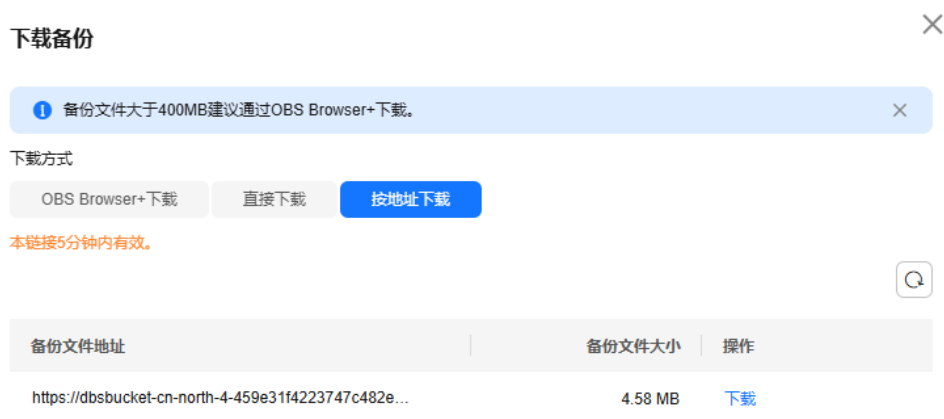 下载备份
备份文件大于400MB建议通过OBS Browser+下载。
下载方式
OBS Browser+下载 直接下载 按地址下载
本链接5分钟内有效。
备份文件地址 备份文件大小 操作
https://dbsbucket-cn-north-4-459e31f4223747c482e... 4.58 MB 下载